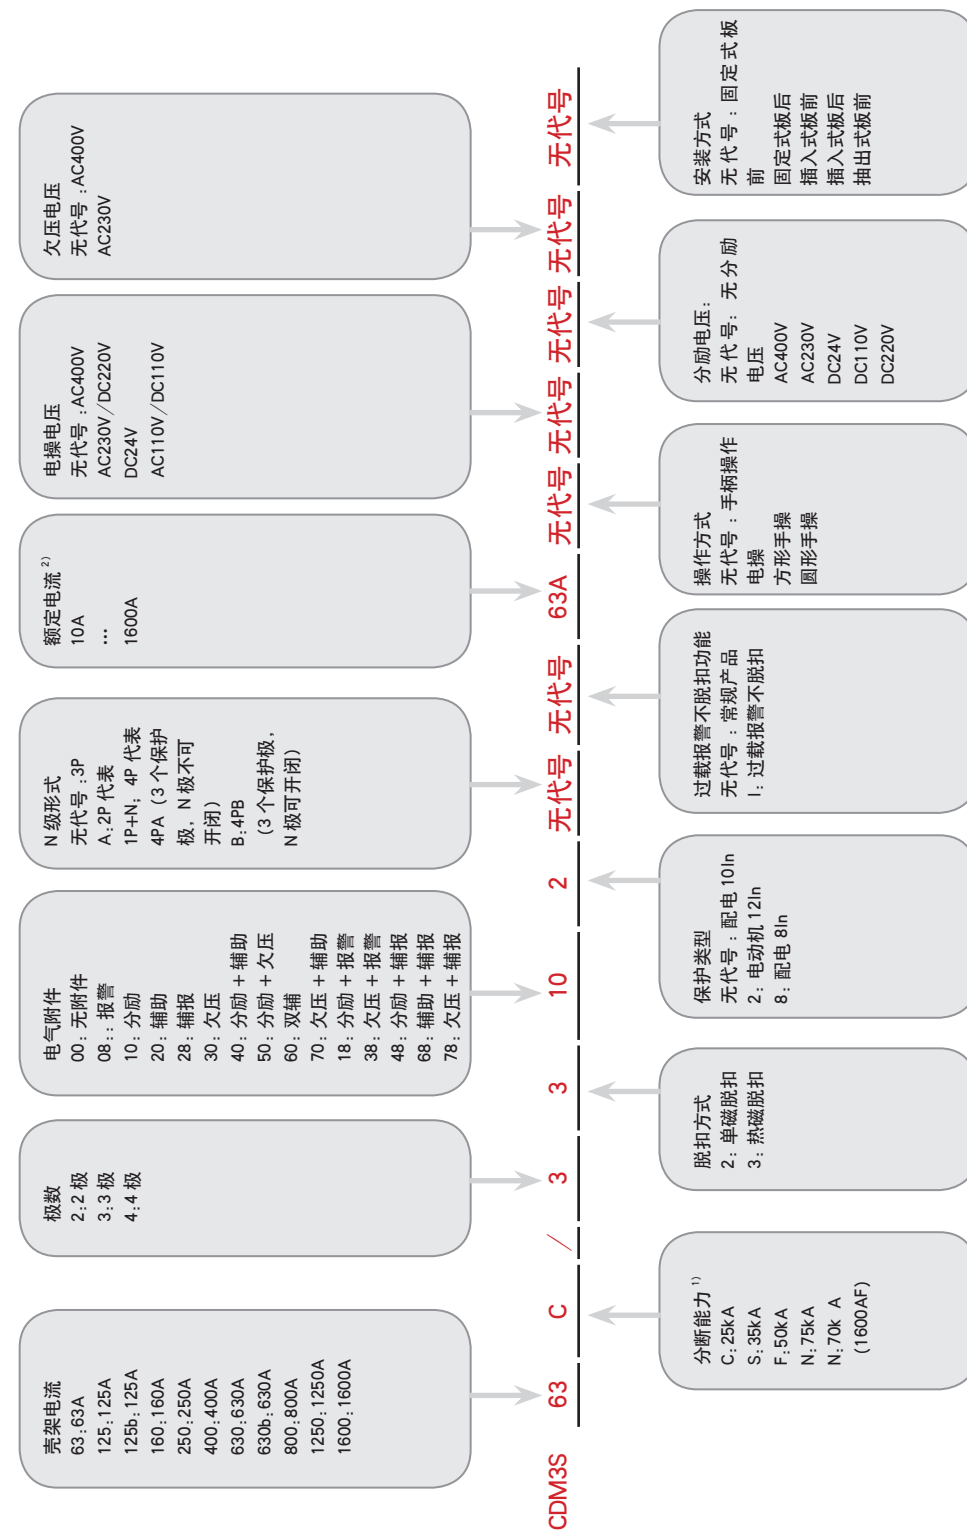 壳架电流
63:63A
125:125A
125b:125A
160:160A
250:250A
400:400A
630:630A
630b:630A
800:800A
1250:1250A
1600:1600A
极数
2:2 极
3:3 极
4:4 极
电气附件
00: 无附件
08:: 报警
10: 分励
20: 辅助
28: 辅报
30: 欠压
40: 分励 + 辅助
50: 分励 + 欠压
60: 双辅
70: 欠压 + 辅助
18: 分励 + 报警
38: 欠压 + 报警
48: 分励 + 辅报
68: 辅助 + 辅报
78: 欠压 + 辅报
N 级形式
无代号 :3P
A:2P 代表
1P+N; 4P 代表
4PA (3 个保护
极, N 极不可
开闭)
B:4PB
(3 个保护极,
N 极可开闭)
额定电流 2)
10A
…
1600A
电操电压
无代号 :AC400V
AC230V/DC220V
DC24V
AC110V/DC110V
欠压电压
无代号 :AC400V
AC230V
CDM3S 63 C / 3 3 10 2 无代号 无代号 63A 无代号 无代号 无代号 无代号 无代号
分断能力 1)
C:25kA
S:35kA
F:50kA
N:75kA
N:70k A
(1600AF)
脱扣方式
2: 单磁脱扣
3: 热磁脱扣
保护类型
无代号 : 配电 10In
2: 电动机 12In
8: 配电 8In
过载报警不脱扣功能
无代号 : 常规产品
I: 过载报警不脱扣
操作方式
无代号 : 手柄操作
电操
方形手操
圆形手操
分励电压:
无代号: 无分励
电压
AC400V
AC230V
DC24V
DC110V
DC220V
安装方式
无代号 : 固定式板
前
固定式板后
插入式板前
插入式板后
抽出式板前